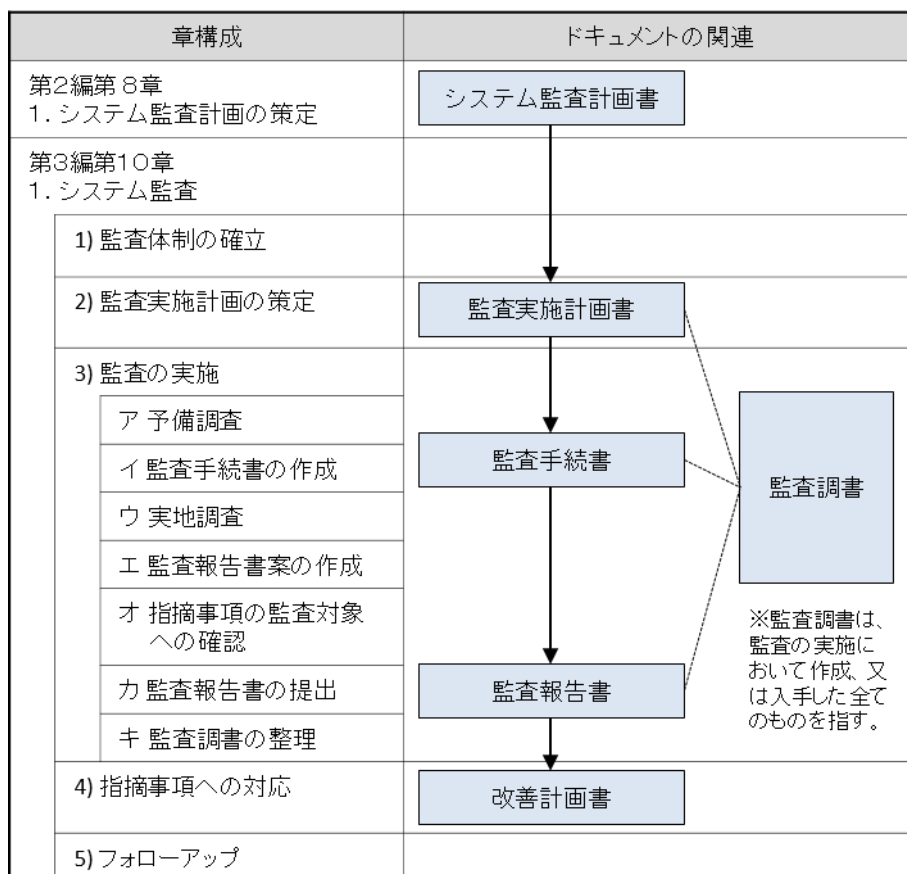 章構成
ドキュメントの関連
第2編第8章
1. システム監査計画の策定
システム監査計画書
第3編第10章
1. システム監査
1) 監査体制の確立
2) 監査実施計画の策定
監査実施計画書
3) 監査の実施
ア 予備調査
イ 監査手続書の作成
監査手続書
監査調書
ウ 実地調査
エ 監査報告書案の作成
オ 指摘事項の監査対象
への確認
※監査調書は、
監査の実施に
おいて作成、又
は入手した全て
のものを指す。
カ 監査報告書の提出
監査報告書
キ 監査調書の整理
4) 指摘事項への対応
改善計画書
5) フォローアップ